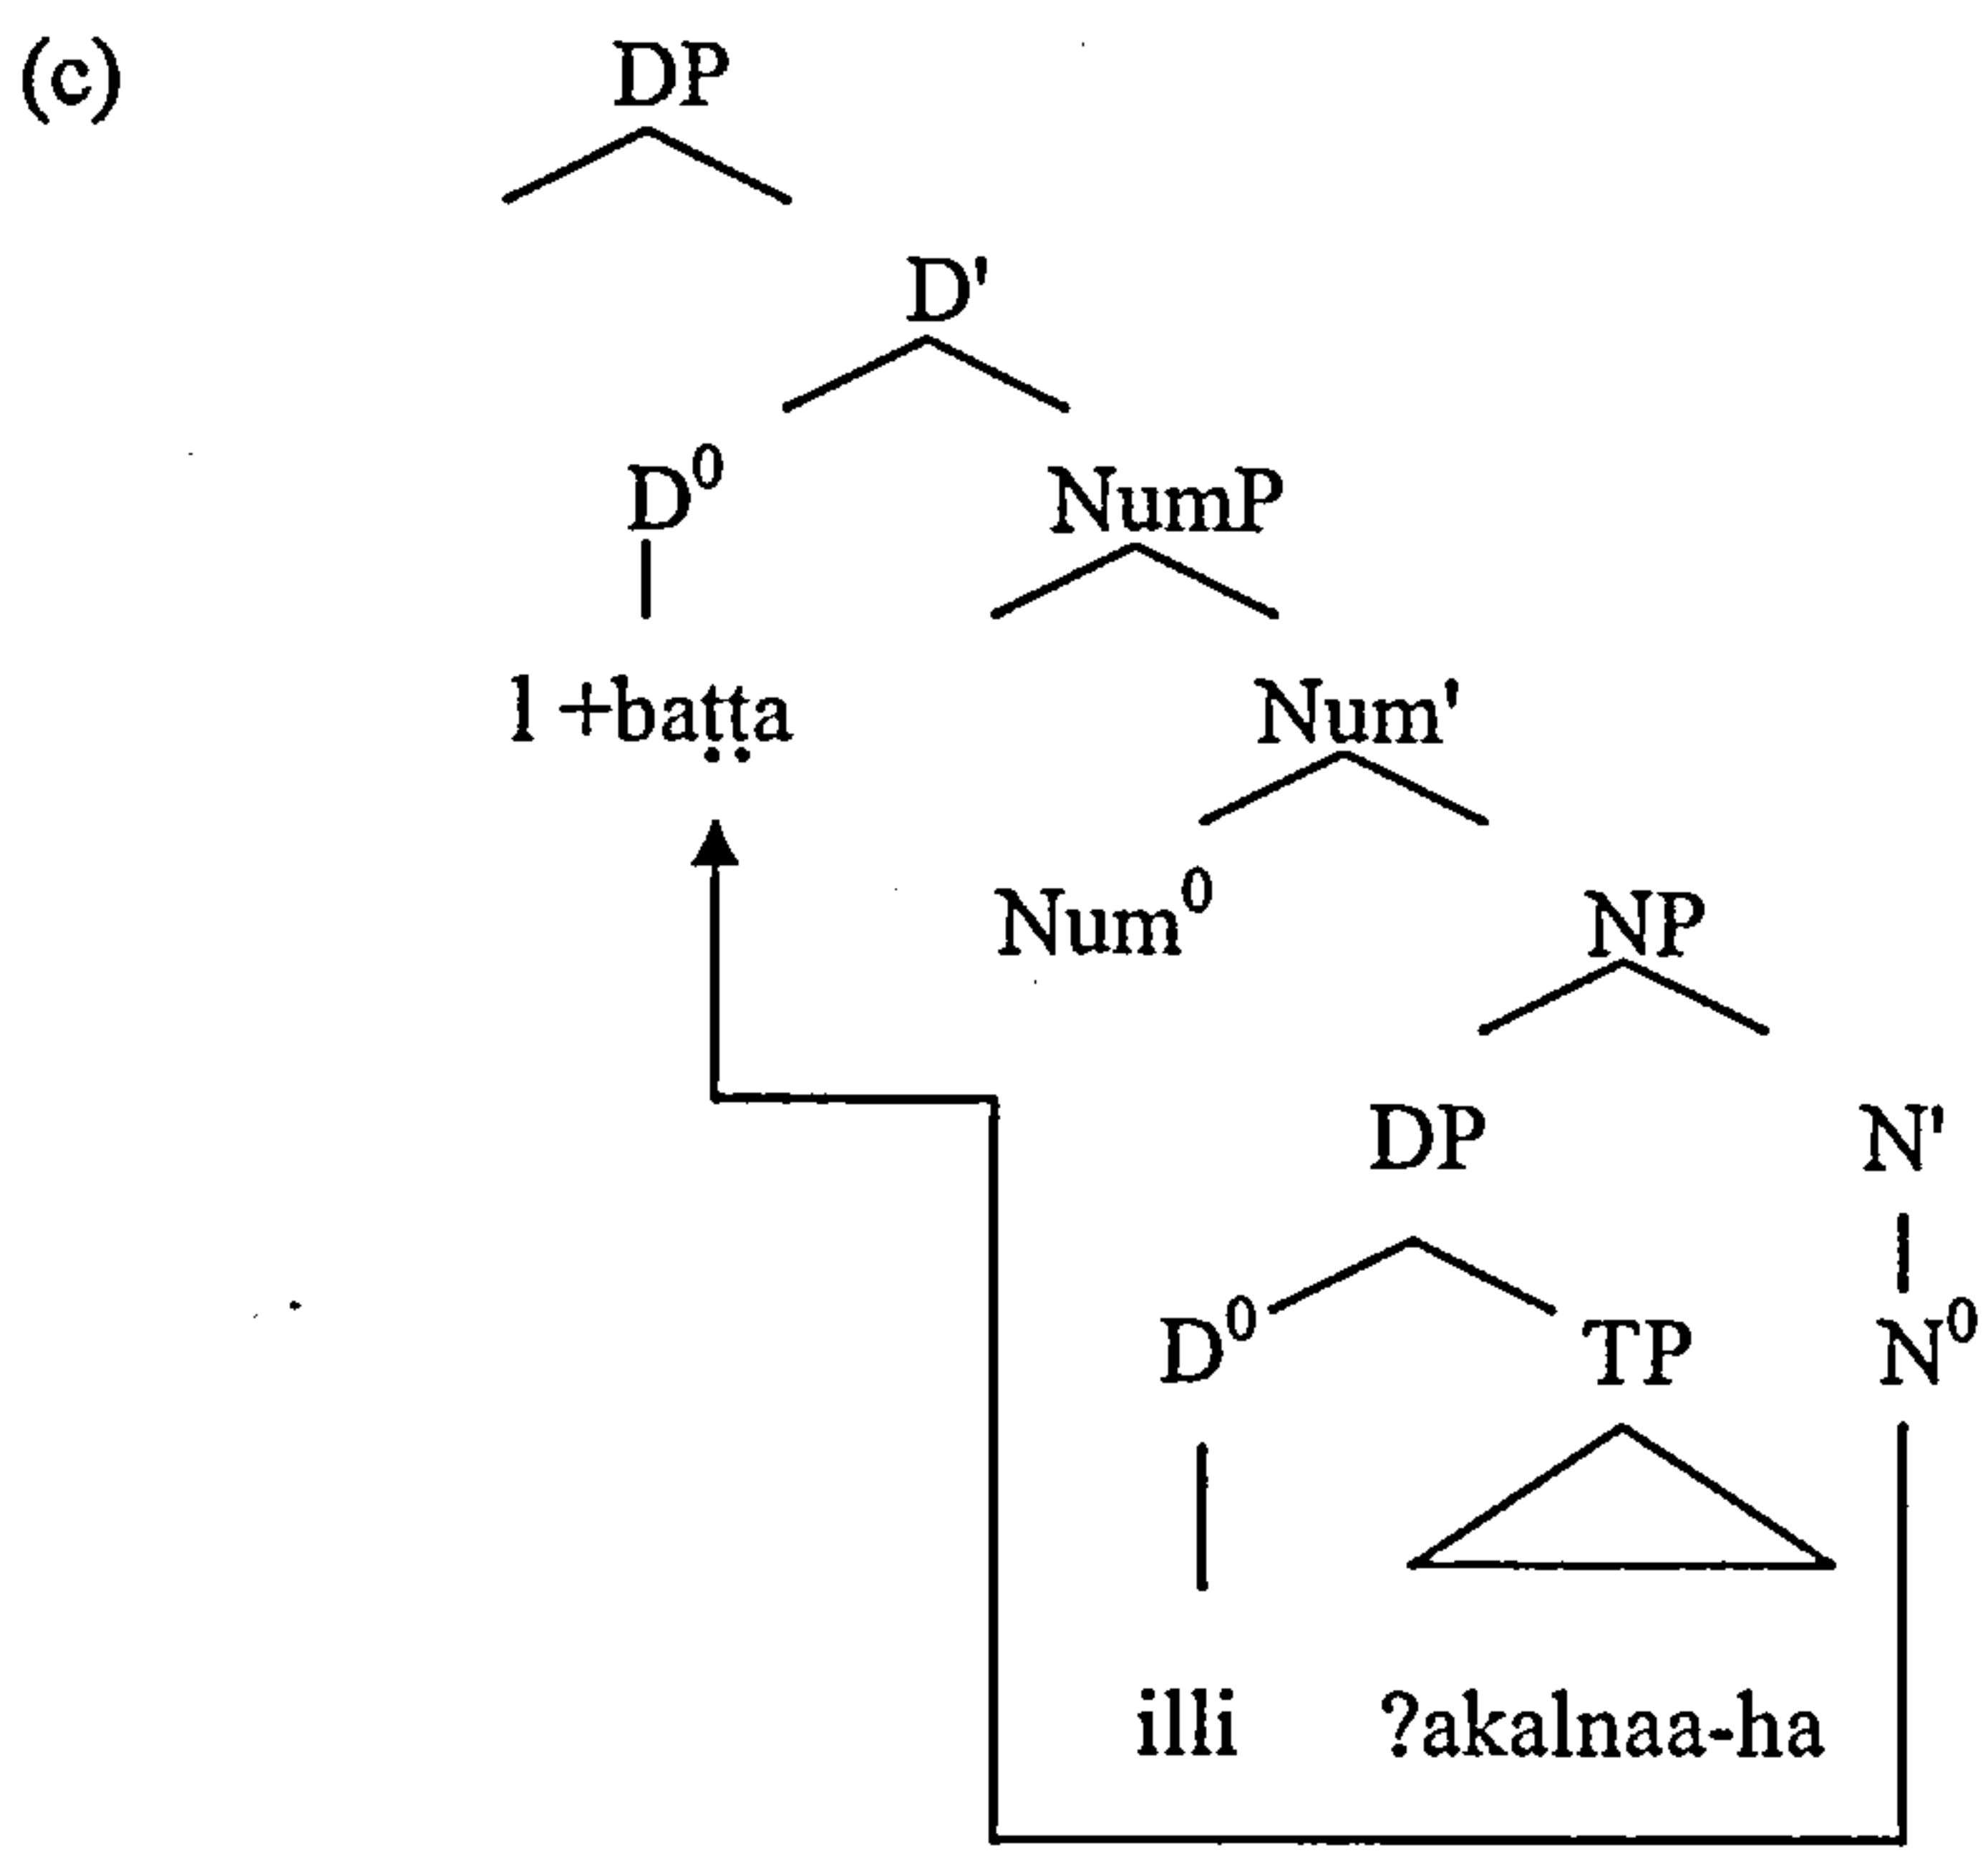 (c) DP
D'
D⁰ NumP
l +baṭṭa Num'
Num⁰ NP
DP N'
D⁰ TP N⁰
illi ?akalnaa-ha